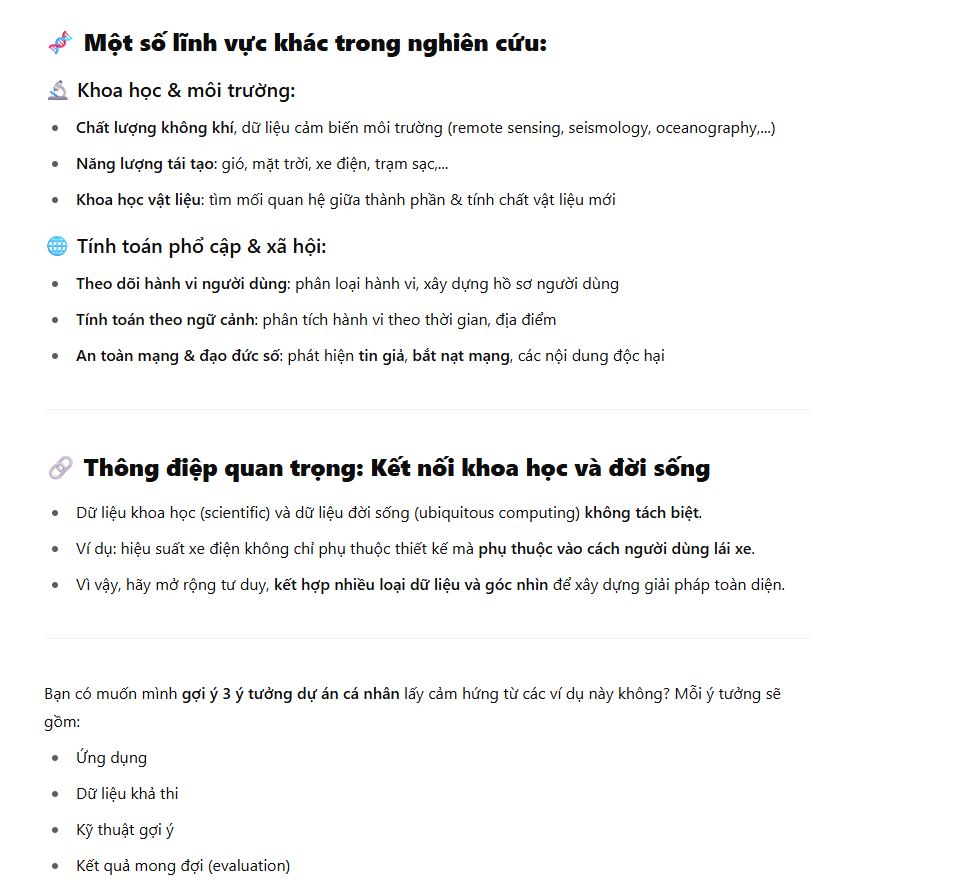 Một số lĩnh vực khác trong nghiên cứu:
Khoa học & môi trường:
Chất lượng không khí, dữ liệu cảm biến môi trường (remote sensing, seismology, oceanography,...)
Năng lượng tái tạo: gió, mặt trời, xe điện, trạm sạc,...
Khoa học vật liệu: tìm mối quan hệ giữa thành phần & tính chất vật liệu mới
Tính toán phổ cập & xã hội:
Theo dõi hành vi người dùng: phân loại hành vi, xây dựng hồ sơ người dùng
Tính toán theo ngữ cảnh: phân tích hành vi theo thời gian, địa điểm
An toàn mạng & đạo đức số: phát hiện tin giả, bắt nạt mạng, các nội dung độc hại
Thông điệp quan trọng: Kết nối khoa học và đời sống
Dữ liệu khoa học (scientific) và dữ liệu đời sống (ubiquitous computing) không tách biệt.
Ví dụ: hiệu suất xe điện không chỉ phụ thuộc thiết kế mà phụ thuộc vào cách người dùng lái xe.
Vì vậy, hãy mở rộng tư duy, kết hợp nhiều loại dữ liệu và góc nhìn để xây dựng giải pháp toàn diện.
Bạn có muốn mình gợi ý 3 ý tưởng dự án cá nhân lấy cảm hứng từ các ví dụ này không? Mỗi ý tưởng sẽ
gồm:
Ứng dụng
Dữ liệu khả thi
Kỹ thuật gợi ý
Kết quả mong đợi (evaluation)